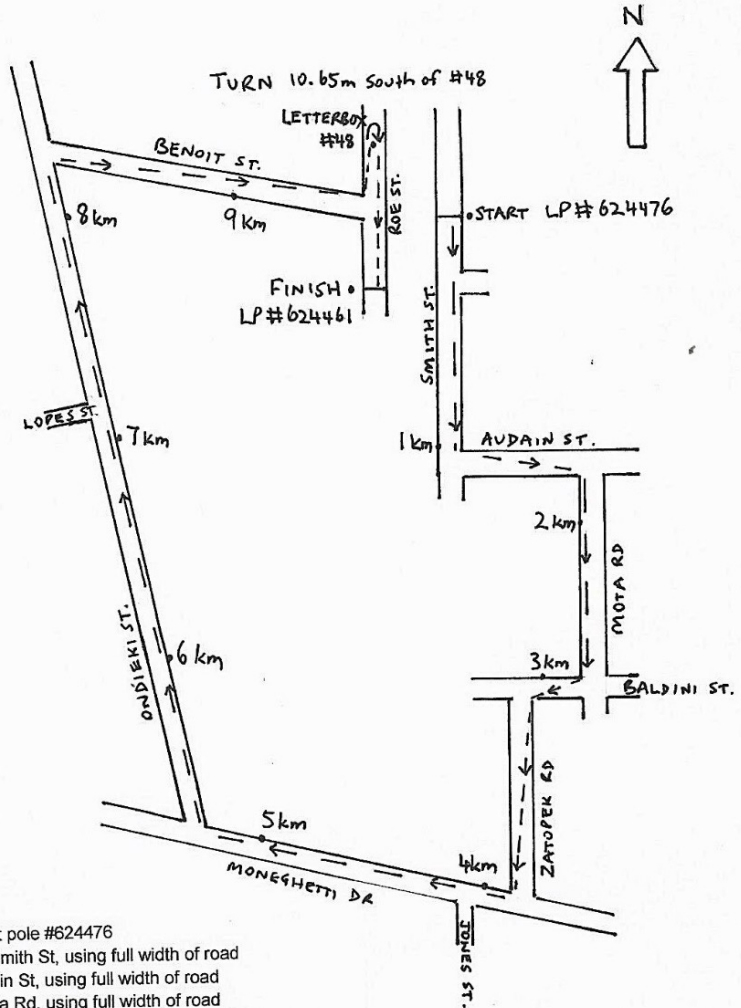 N
TURN 10.65m South of #48
LETTERBOX
#48
BENOIT ST.
ROE ST.
8km
9km
START LP#624476
FINISH
LP#624461
SMITH ST.
LOPES ST.
7km
1km
AUDAIN ST.
2km
MOTA RD
ONDIEKI ST.
6km
3km
BALDINI ST.
ZATOPEK RD
5km
4km
MONEGHETTI DR
JONES ST.
pole #624476
mith St, using full width of road
in St, using full width of road
a Rd, using full width of road